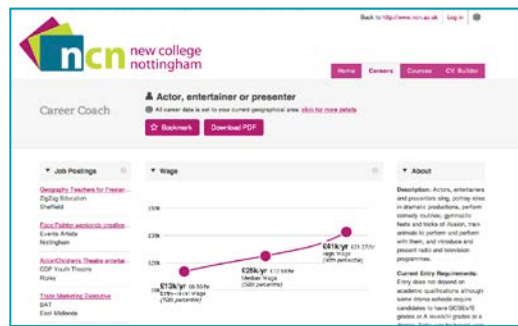 Back to http://www.ncn.ac.uk Log in
ncn new college
nottingham
Home Careers Courses CV Builder
Career Coach
Actor, entertainer or presenter
All career data is set to your current geographical area: click for more details
Bookmark Download PDF
Job Postings
Geography Teachers for Freelan...
ZigZag Education
Sheffield
Face Painter weekends creative...
Events Artists
Nottingham
Actor/Children's Theatre entertai...
CDP Youth Theatre
Ripley
Trade Marketing Executive
BAT
East Midlands
Wage
£20k
£13k/yr
Entry-level Wage
(10th percentile)
£25k/yr
Median Wage
(50th percentile)
£41k/yr
High Wage
(90th percentile)
About
Description: Actors, entertainers
and presenters sing, portray roles
in dramatic productions, perform
comedy routines, gymnastic
feats and tricks of illusion, train
animals to perform and perform
with them, and introduce and
present radio and television
programmes.
Current Entry Requirements:
Entry does not depend on
academic qualifications although
some drama schools require
candidates to have GCSEs/S
grades or A levels/H grades or a